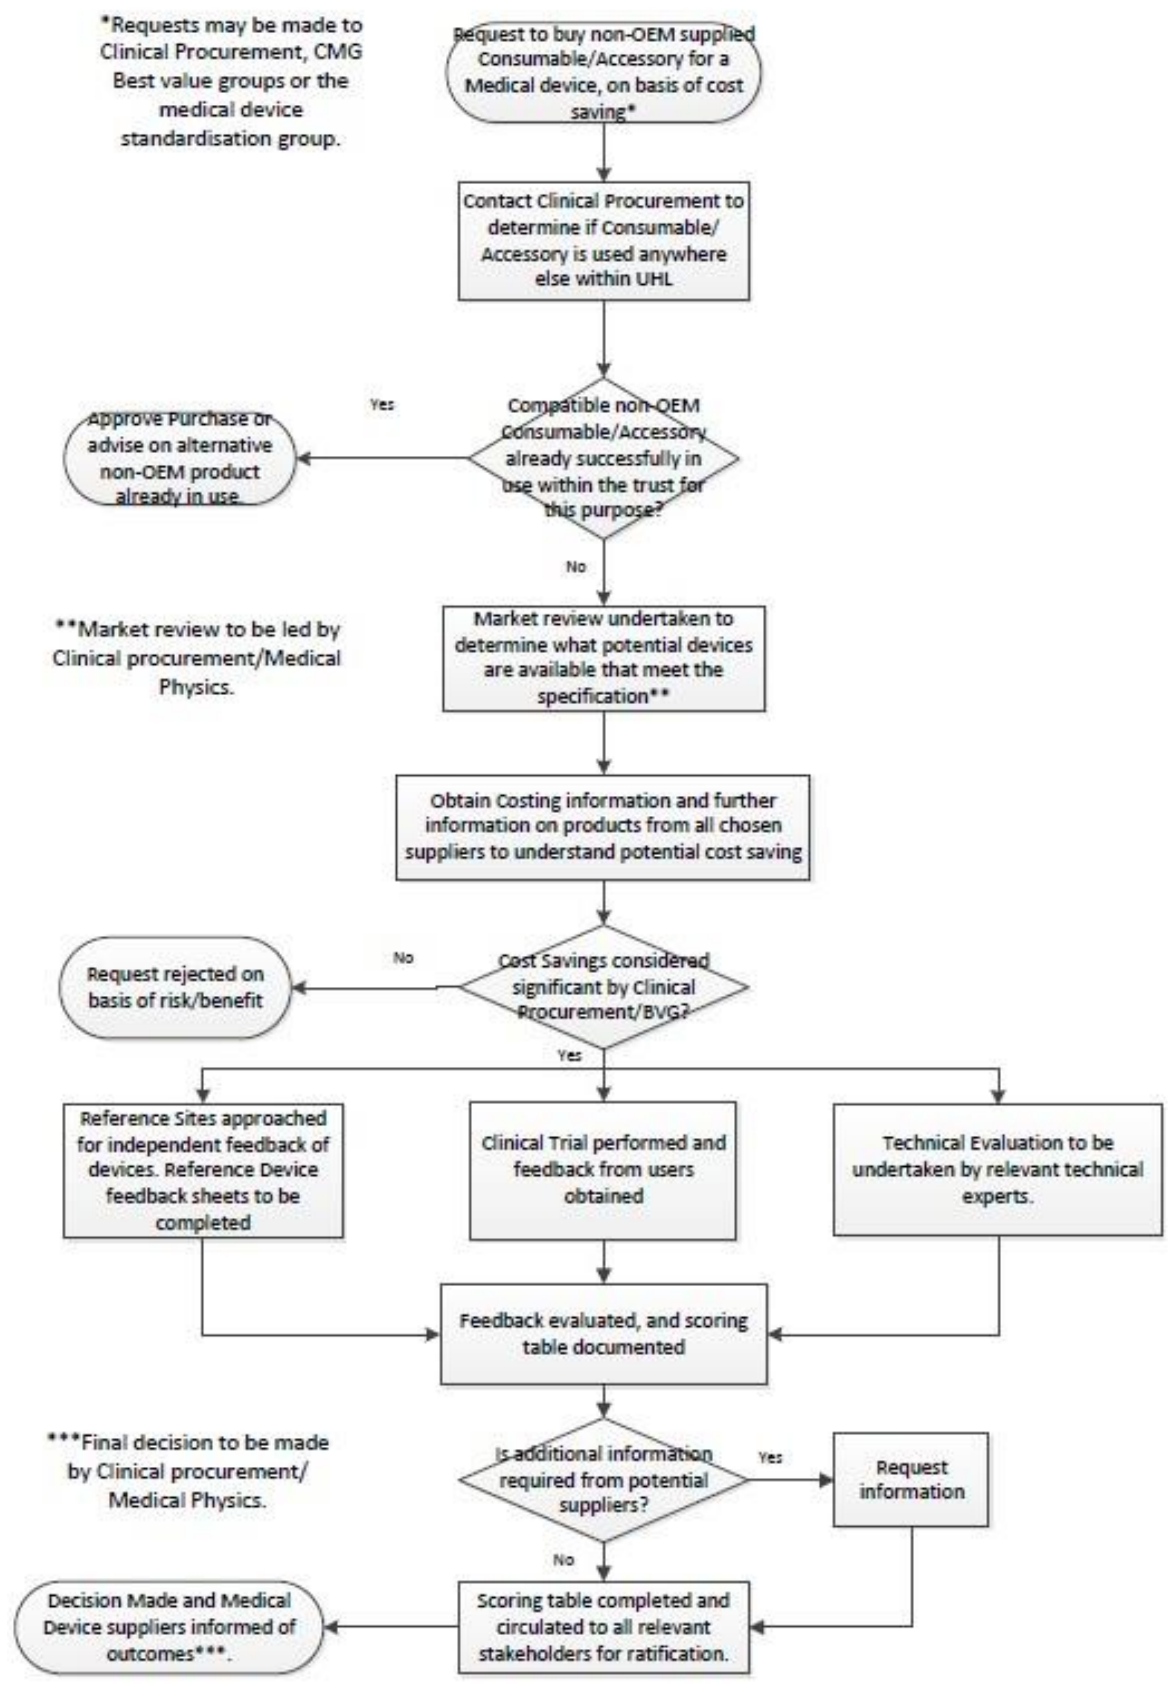 *Requests may be made to
Clinical Procurement, CMG
Best value groups or the
medical device
standardisation group.
Request to buy non-OEM supplied
Consumable/Accessory for a
Medical device, on basis of cost
saving*
Contact Clinical Procurement to
determine if Consumable/
Accessory is used anywhere
else within UHL
Compatible non-OEM
Consumable/Accessory
already successfully in
use within the trust for
this purpose?
Yes
Approve Purchase or
advise on alternative
non-OEM product
already in use.
No
**Market review to be led by
Clinical procurement/Medical
Physics.
Market review undertaken to
determine what potential devices
are available that meet the
specification**
Obtain Costing information and further
information on products from all chosen
suppliers to understand potential cost saving
Cost Savings considered
significant by Clinical
Procurement/BVG?
No
Request rejected on
basis of risk/benefit
Yes
Reference Sites approached
for independent feedback of
devices. Reference Device
feedback sheets to be
completed
Clinical Trial performed and
feedback from users
obtained
Technical Evaluation to be
undertaken by relevant technical
experts.
Feedback evaluated, and scoring
table documented
***Final decision to be made
by Clinical procurement/
Medical Physics.
Is additional information
required from potential
suppliers?
Yes
Request
information
No
Scoring table completed and
circulated to all relevant
stakeholders for ratification.
Decision Made and Medical
Device suppliers informed of
outcomes***.